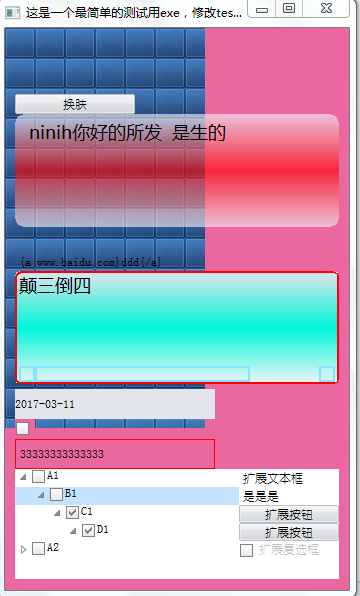 这是一个最简单的测试用exe，修改tes...
换肤
ninih你好的所发 是生的
{a www.baidu.com}ddd{/a}
颠三倒四
2017-03-11
33333333333333
A1 扩展文本框
B1 是是是
C1 扩展按钮
D1 扩展按钮
A2 扩展复选框